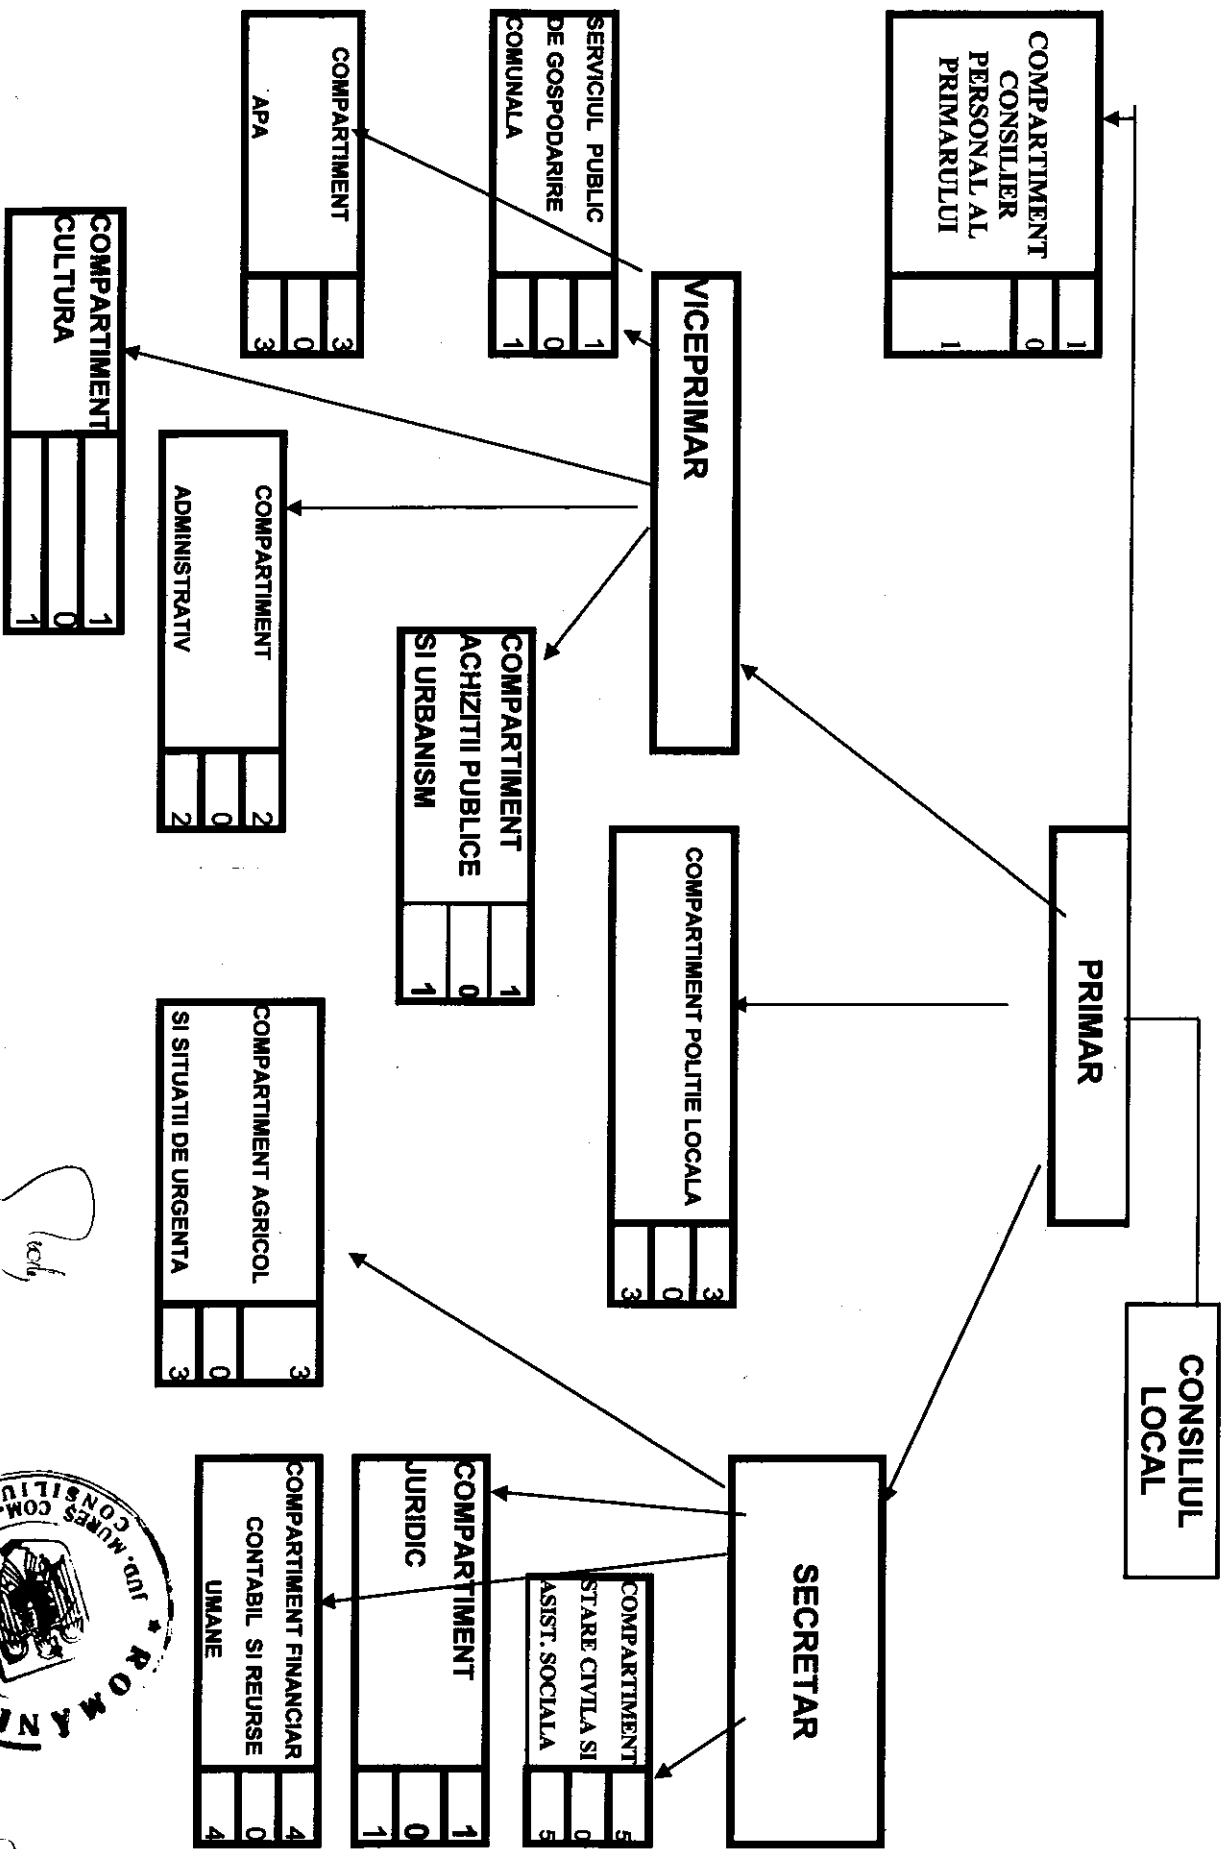 CONSILIUL
LOCAL
PRIMAR
COMPARTIMENT
CONSILIER
PERSONAL AL
PRIMARULUI
1
0
1
VICEPRIMAR
COMPARTIMENT POLITIE LOCALA
3
0
3
SECRETAR
SERVICIUL PUBLIC
DE GOSPODARIRE
COMUNALA
1
0
1
COMPARTIMENT
ACHIZITII PUBLICE
SI URBANISM
1
0
1
COMPARTIMENT
STARE CIVILA SI
ASIST. SOCIALA
5
0
5
COMPARTIMENT
APA
3
0
3
COMPARTIMENT
JURIDIC
1
0
1
COMPARTIMENT
ADMINISTRATIV
2
0
2
COMPARTIMENT AGRICOL
SI SITUATII DE URGENTA
3
0
3
COMPARTIMENT FINANCIAR
CONTABIL SI REURSE
UMANE
4
0
4
COMPARTIMENT
CULTURA
1
0
1
JUD. MUREȘ COM.